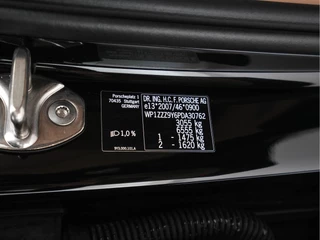 Porscheplatz 1
70435 Stuttgart
GERMANY
1,0 %
DR. ING. H.C. F. PORSCHE AG
e13*2007/46*0900
WP1ZZZ9Y6PDA30762
3055 kg
6555 kg
1 - 1475 kg
2 - 1620 kg